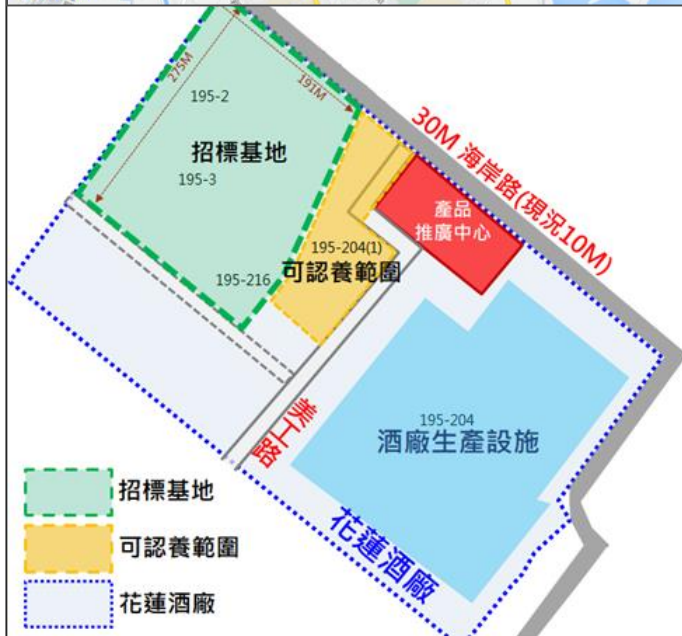 275M
191M
195-2
招標基地
195-3
30M 海岸路(現況10M)
產品
推廣中心
195-204(1)
可認養範圍
195-216
195-204
酒廠生產設施
美工路
花蓮酒廠
招標基地
可認養範圍
花蓮酒廠